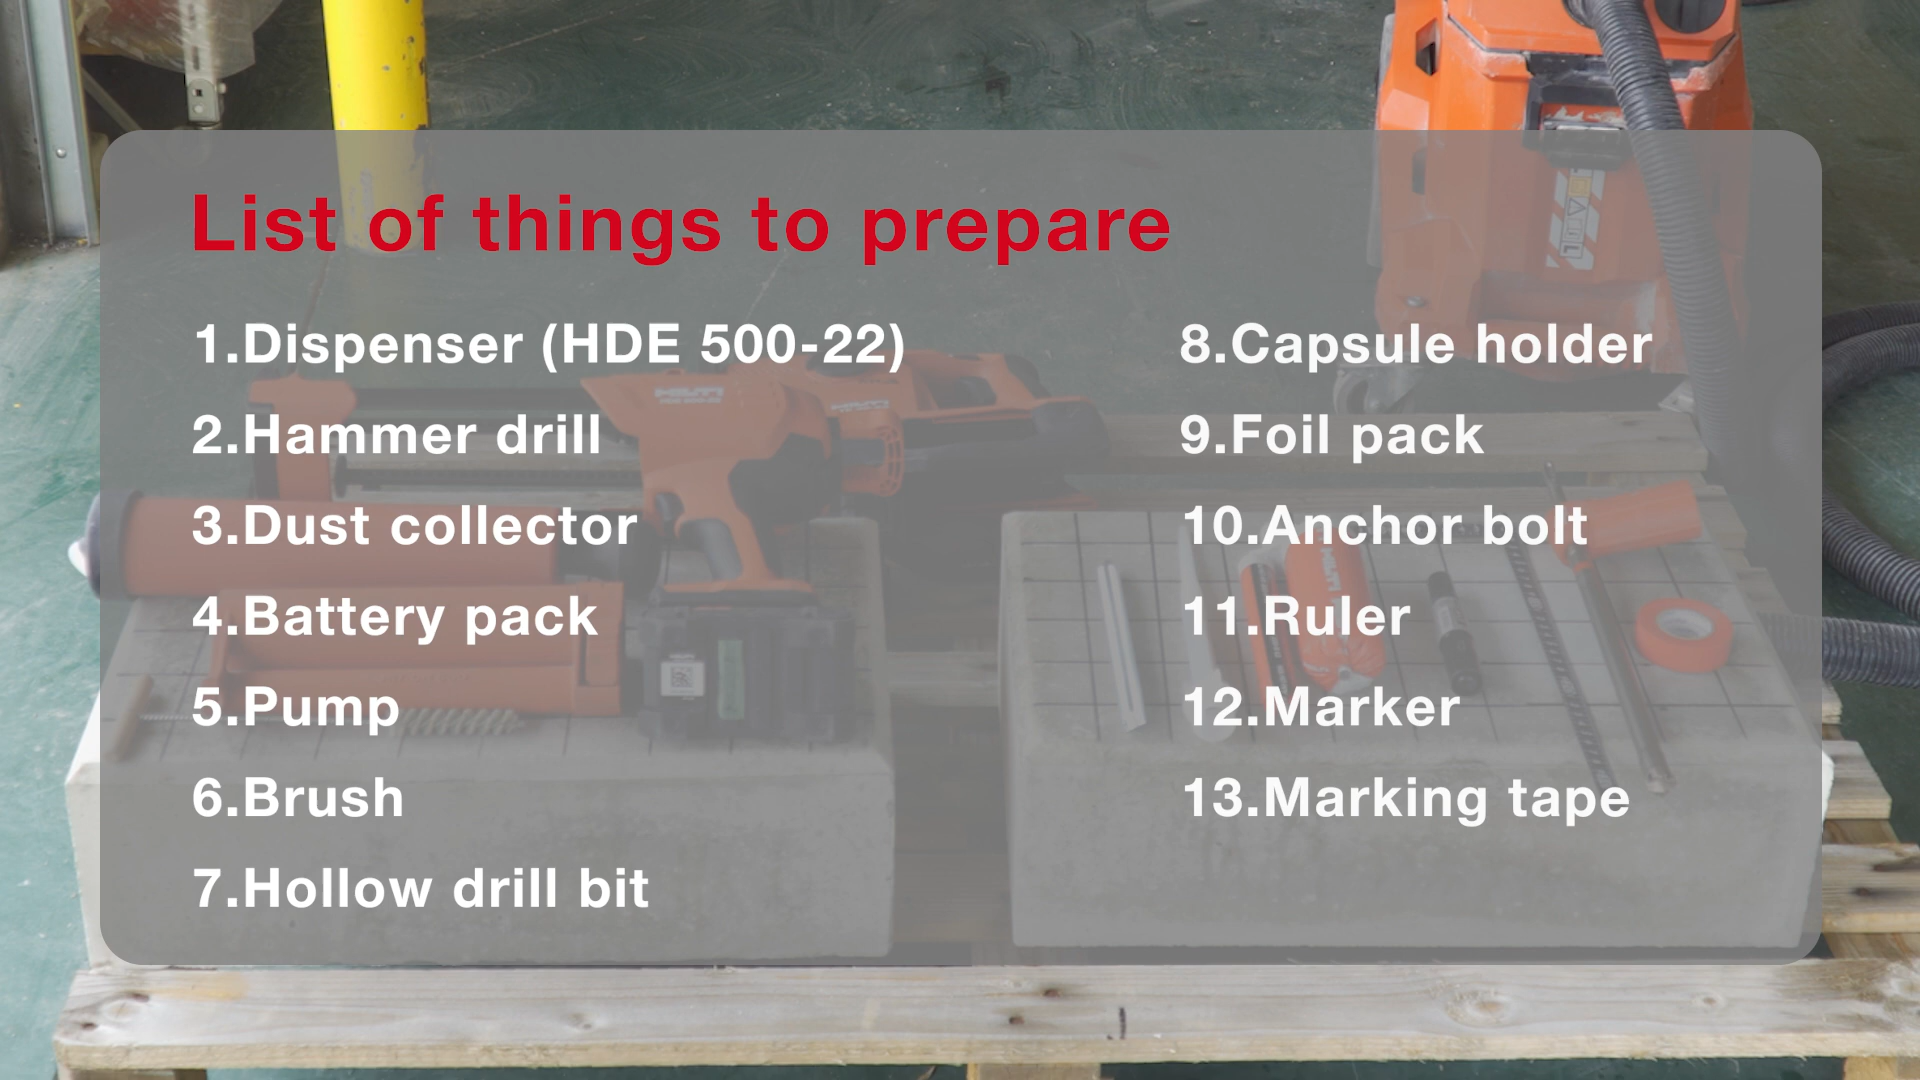 List of things to prepare
1.Dispenser (HDE 500-22)
2.Hammer drill
3.Dust collector
4.Battery pack
5.Pump
6.Brush
7.Hollow drill bit
8.Capsule holder
9.Foil pack
10.Anchor bolt
11.Ruler
12.Marker
13.Marking tape
HILTI
HILTI